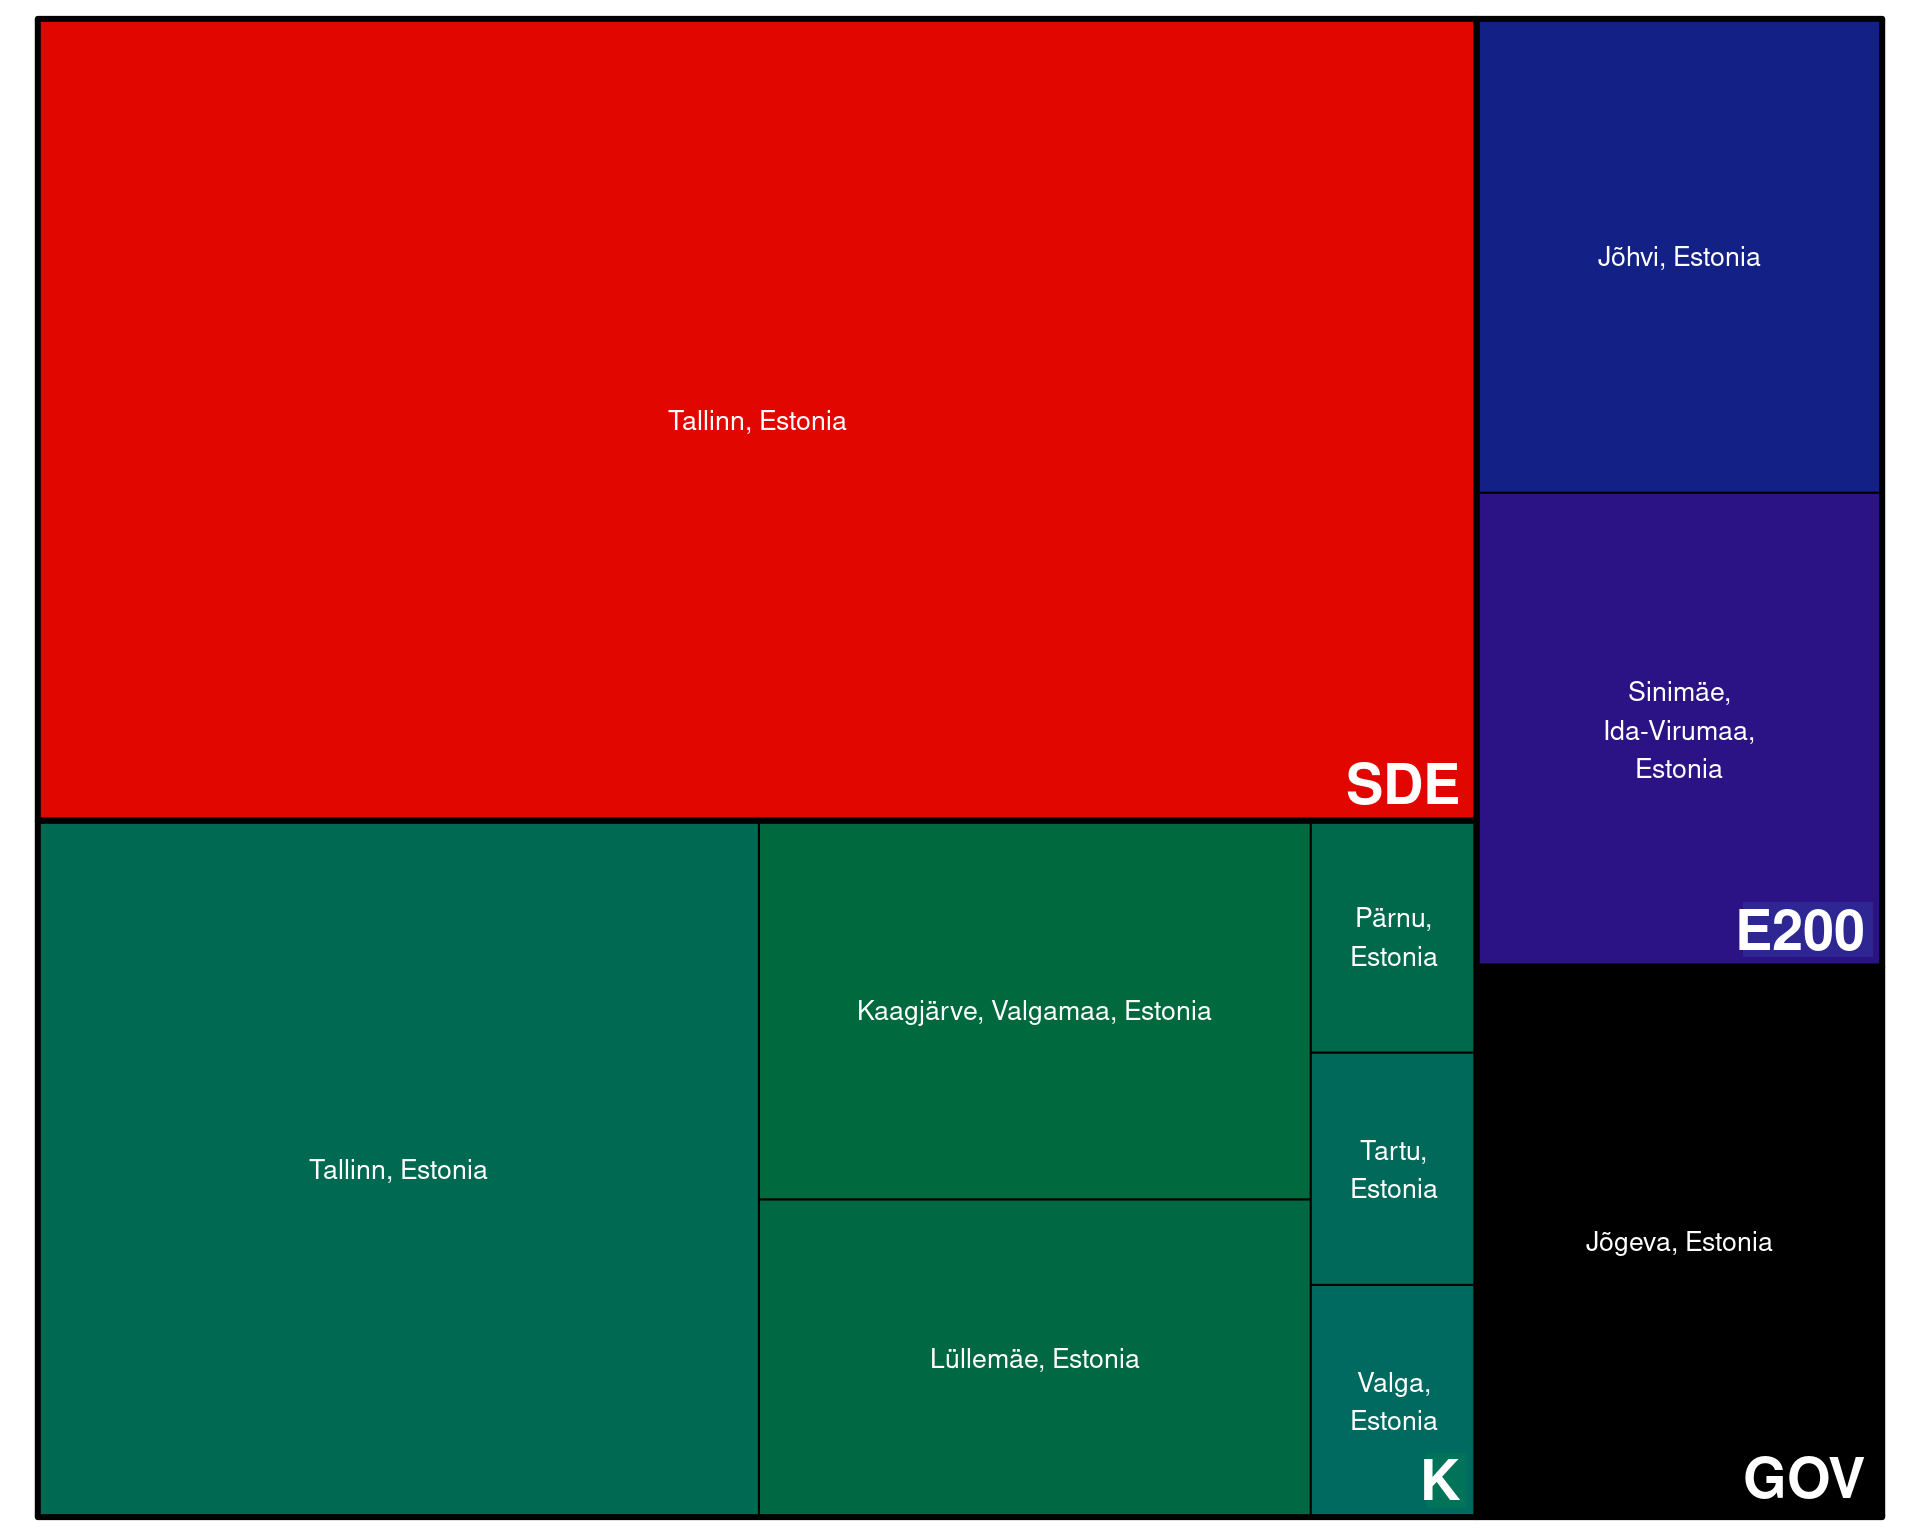 Tallinn, Estonia
SDE
Jõhvi, Estonia
Sinimäe,
Ida-Virumaa,
Estonia
E200
Tallinn, Estonia
Kaagjärve, Valgamaa, Estonia
Lüllemäe, Estonia
Pärnu,
Estonia
Tartu,
Estonia
Valga,
Estonia
K
Jõgeva, Estonia
GOV